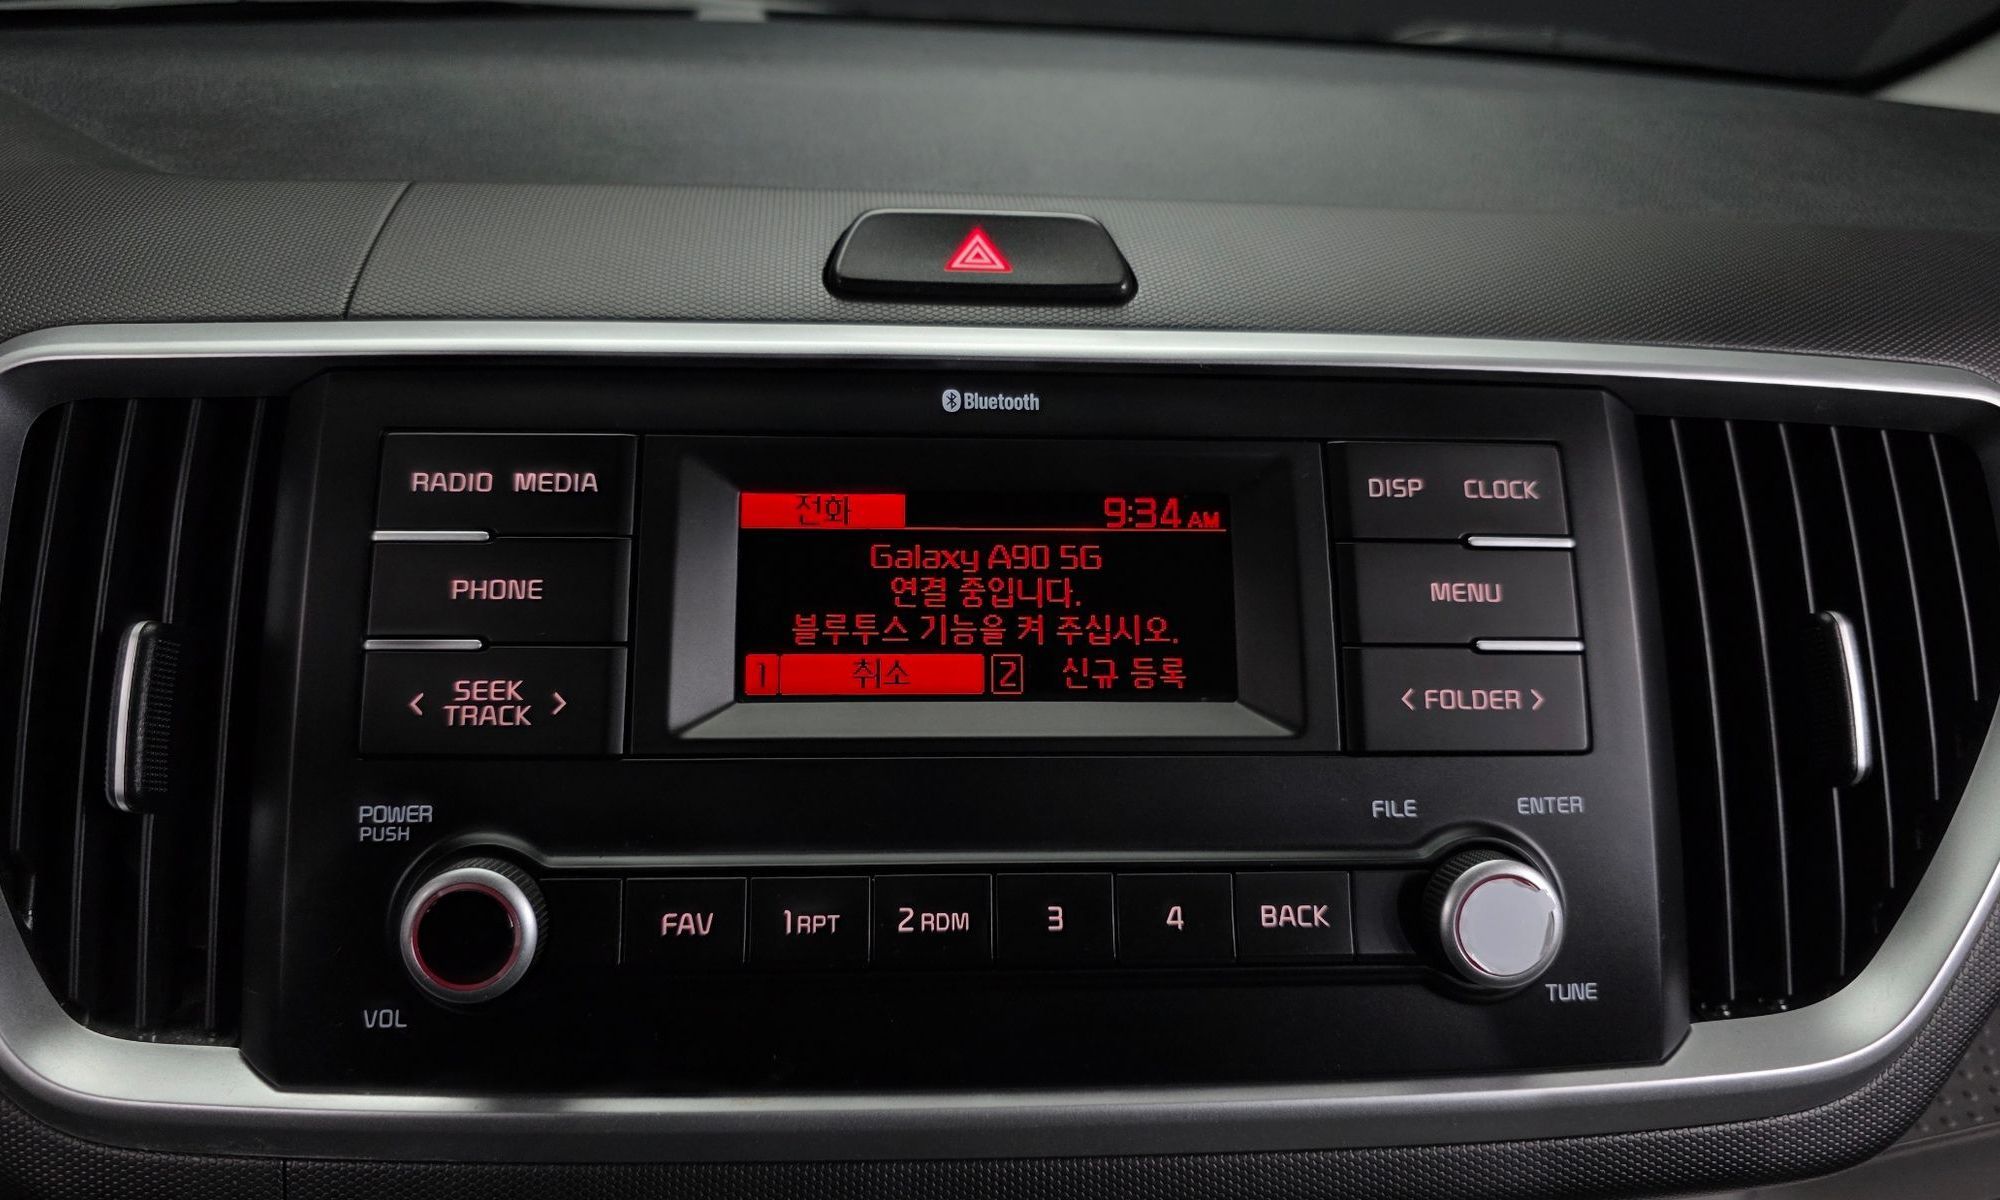 Bluetooth
RADIO MEDIA
DISP CLOCK
전화 9:34 AM
Galaxy A90 5G
연결 중입니다.
블루투스 기능을 켜 주십시오.
1 취소 2 신규 등록
PHONE
MENU
< SEEK >
TRACK
< FOLDER >
POWER
PUSH
FILE ENTER
FAV 1 RPT 2 RDM 3 4 BACK
VOL
TUNE